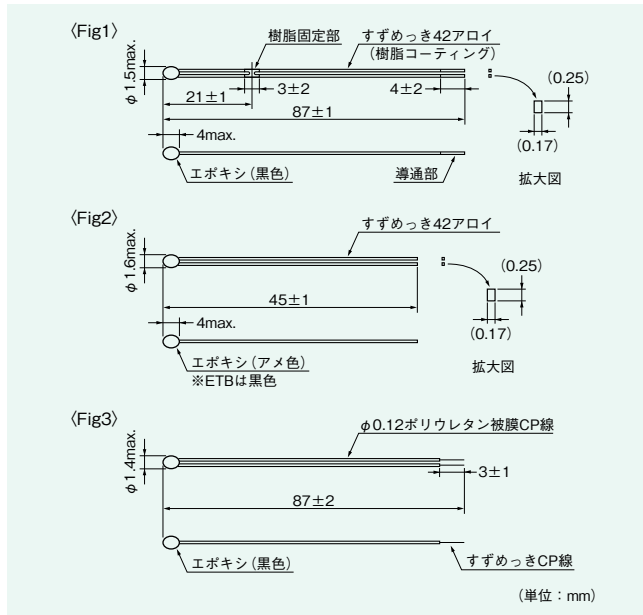 〈Fig1〉
樹脂固定部
すずめっき42アロイ
(樹脂コーティング)
φ1.5max.
3±2
4±2
21±1
87±1
(0.25)
(0.17)
拡大図
4max.
エポキシ(黒色)
導通部
〈Fig2〉
すずめっき42アロイ
φ1.6max.
45±1
(0.25)
(0.17)
拡大図
4max.
エポキシ(アメ色)
※ETBは黒色
〈Fig3〉
φ0.12ポリウレタン被膜CP線
φ1.4max.
3±1
87±2
エポキシ(黒色)
すずめっきCP線
(単位:mm)